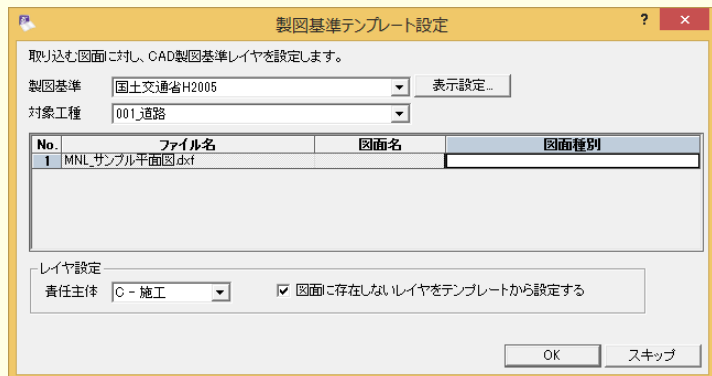 製図基準テンプレート設定
? ×
取り込む図面に対し、CAD製図基準レイヤを設定します。
製図基準 国土交通省H2005 表示設定...
対象工種 001_道路
No. ファイル名 図面名 図面種別
1 MNL_サンプル平面図.dxf
レイヤ設定
責任主体 C - 施工 図面に存在しないレイヤをテンプレートから設定する
OK スキップ